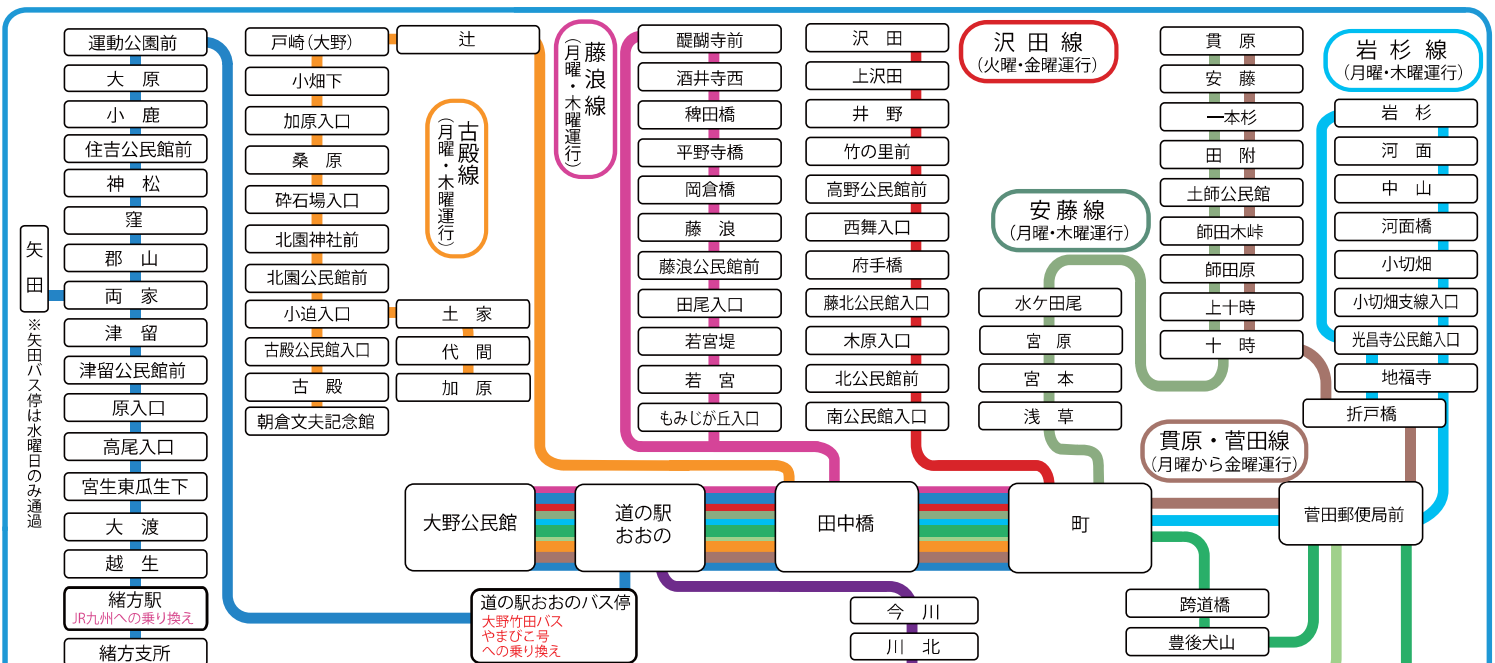 運動公園前
大原
小鹿
住吉公民館前
神松
窪
郡山
両家
津留
津留公民館前
原入口
高尾入口
宮生東瓜生下
大渡
越生
緒方駅
JR九州への乗り換え
緒方支所
矢田
※矢田バス停は水曜日のみ通過
戸崎(大野)
小畑下
加原入口
桑原
砕石場入口
北園神社前
北園公民館前
小迫入口
古殿公民館入口
古殿
朝倉文夫記念館
辻
土家
代間
加原
古殿線
(月曜・木曜運行)
藤浪線
(月曜・木曜運行)
醍醐寺前
酒井寺西
稗田橋
平野寺橋
岡倉橋
藤浪
藤浪公民館前
田尾入口
若宮堤
若宮
もみじが丘入口
沢田
上沢田
井野
竹の里前
高野公民館前
西舞入口
府手橋
藤北公民館入口
木原入口
北公民館前
南公民館入口
沢田線
(火曜・金曜運行)
安藤線
(月曜・木曜運行)
水ケ田尾
宮原
宮本
浅草
貫原
安藤
一本杉
田附
土師公民館
師田木峠
師田原
上十時
十時
岩杉線
(月曜・木曜運行)
岩杉
河面
中山
河面橋
小切畑
小切畑支線入口
光昌寺公民館入口
地福寺
折戸橋
貫原・菅田線
(月曜から金曜運行)
大野公民館
道の駅
おおの
田中橋
町
菅田郵便局前
道の駅おおのバス停
大野竹田バス
やまびこ号
への乗り換え
今川
川北
跨道橋
豊後犬山